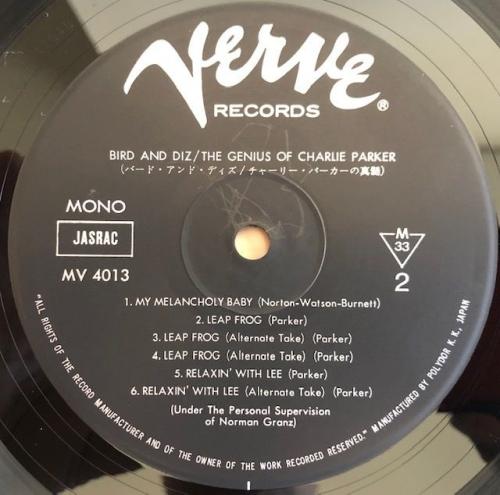 Verve
RECORDS
®
BIRD AND DIZ/THE GENIUS OF CHARLIE PARKER
(バード・アンド・ディズ/チャーリー・パーカーの真髄)
MONO
JASRAC
MV 4013
M
33
2
1. MY MELANCHOLY BABY (Norton-Watson-Burnett)
2. LEAP FROG (Parker)
3. LEAP FROG (Alternate Take) (Parker)
4. LEAP FROG (Alternate Take) (Parker)
5. RELAXIN' WITH LEE (Parker)
6. RELAXIN' WITH LEE (Alternate Take) (Parker)
(Under The Personal Supervision
of Norman Granz)
"ALL RIGHTS OF THE RECORD MANUFACTURER AND OF THE OWNER OF THE WORK RECORDED RESERVED." MANUFACTURED BY POLYDOR K. K., JAPAN